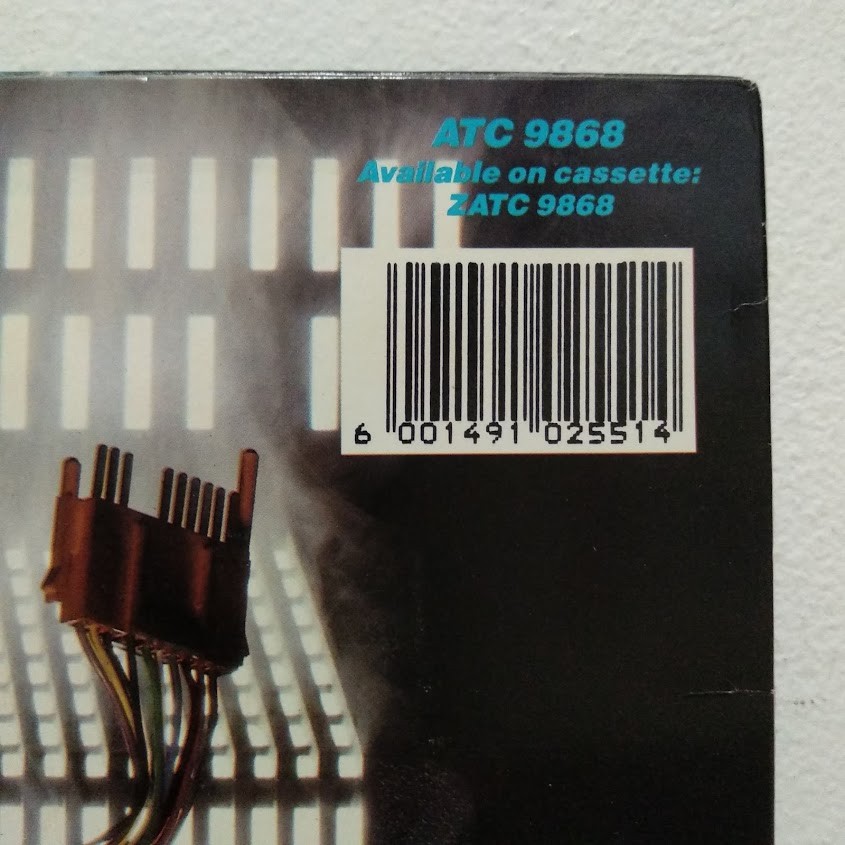 ATC 9868
Available on cassette:
ZATC 9868
6 001491 025514